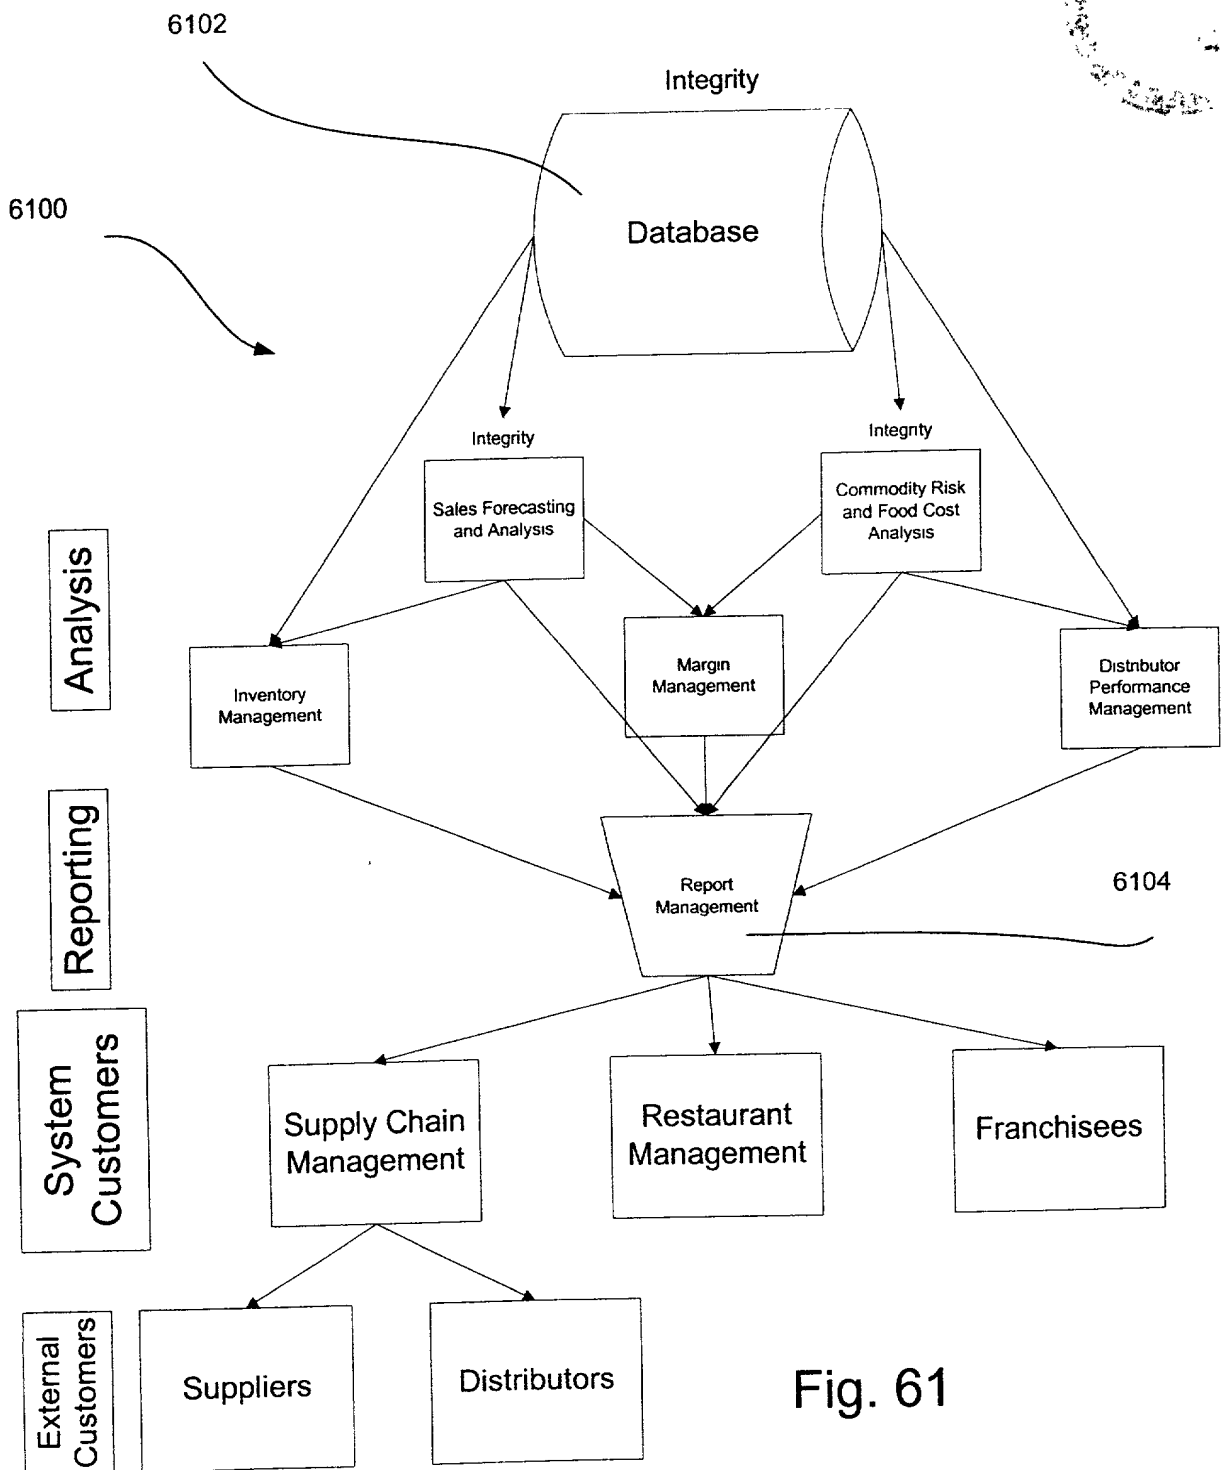 6102
Integrity
6100
Database
Integrity
Integrity
Sales Forecasting
and Analysis
Commodity Risk
and Food Cost
Analysis
Analysis
Inventory
Management
Margin
Management
Distributor
Performance
Management
Reporting
Report
Management
6104
System
Customers
Supply Chain
Management
Restaurant
Management
Franchisees
External
Customers
Suppliers
Distributors
Fig. 61